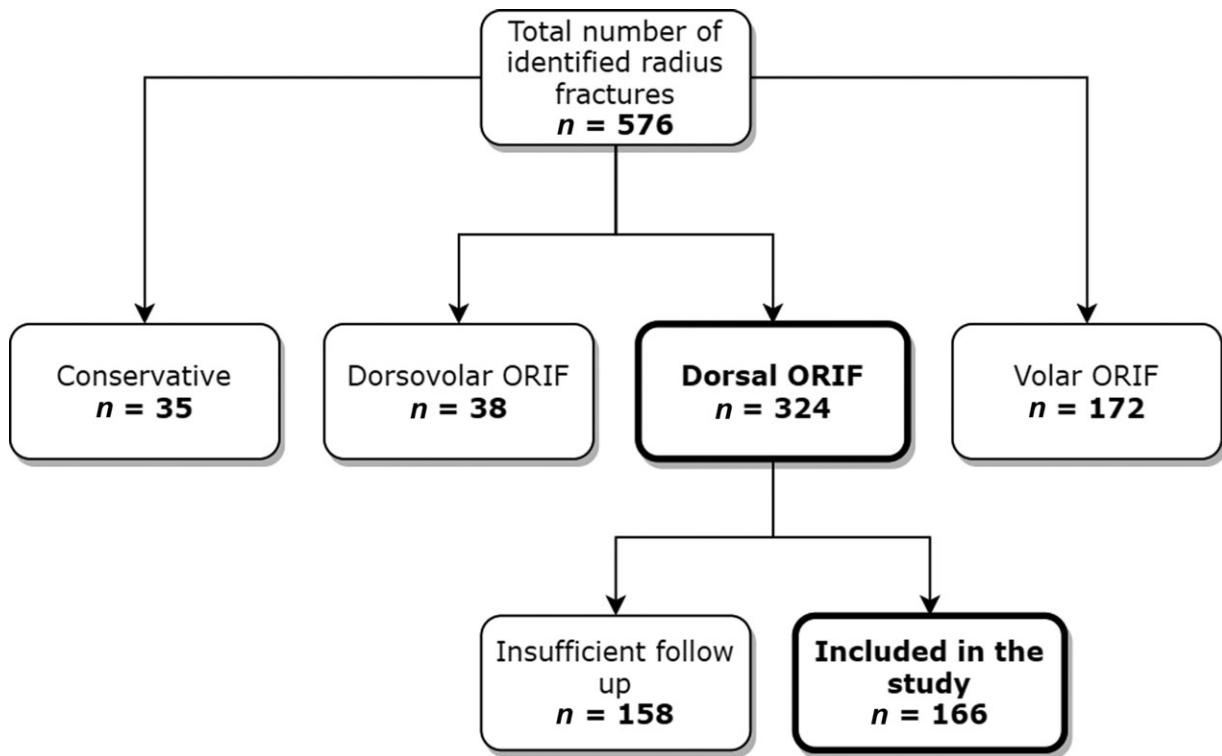 Total number of
identified radius
fractures
n = 576
Conservative
n = 35
Dorsovolar ORIF
n = 38
Dorsal ORIF
n = 324
Volar ORIF
n = 172
Insufficient follow
up
n = 158
Included in the
study
n = 166